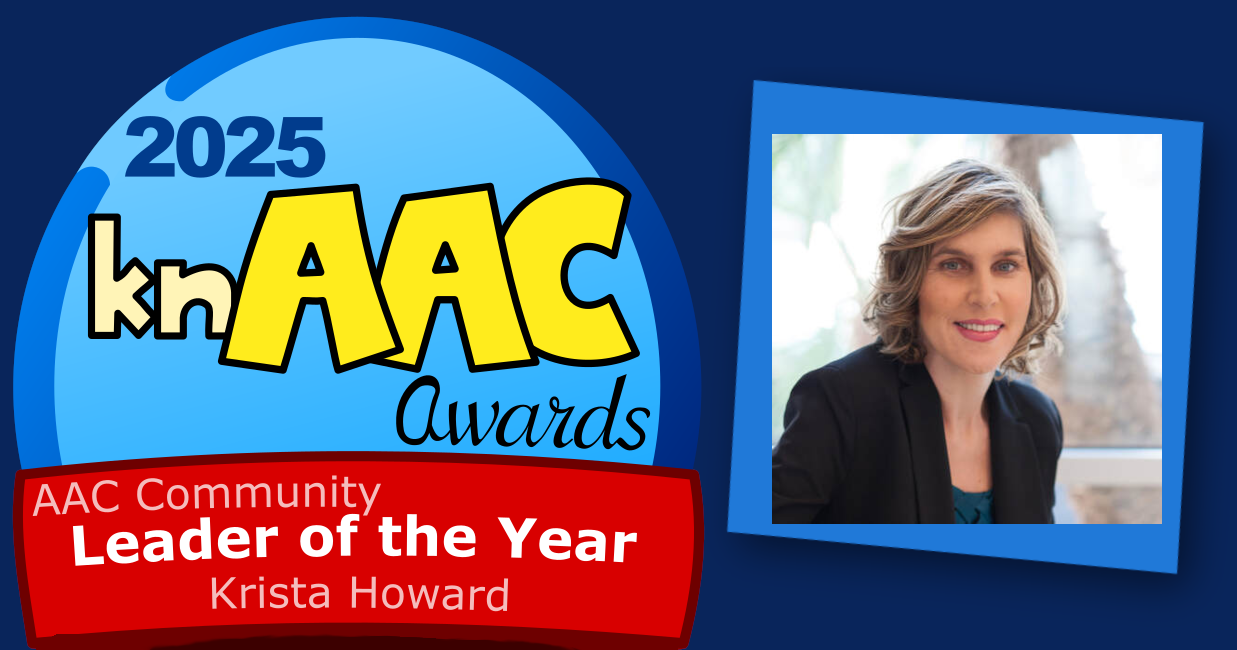 2025
knAAC
Awards
AAC Community
Leader of the Year
Krista Howard